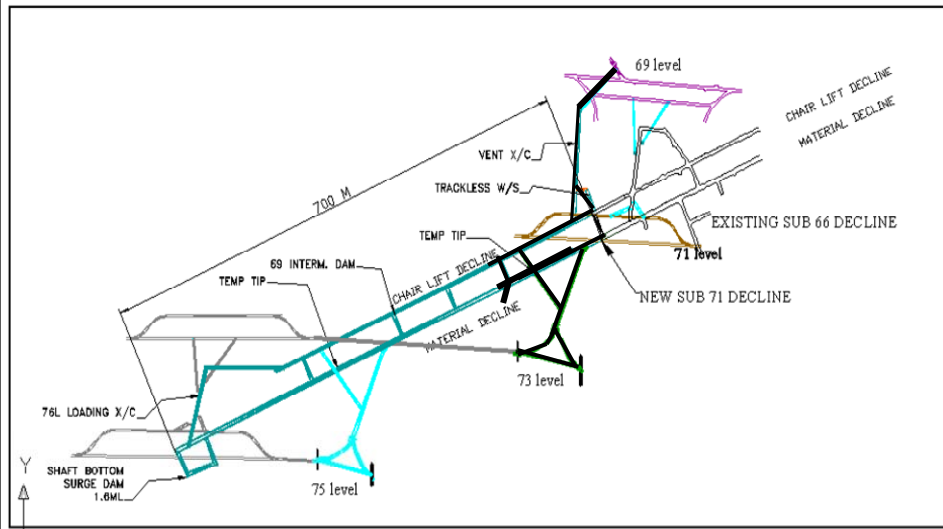 69 level
CHAIR LIFT DECLINE
MATERIAL DECLINE
VENT X/C
TRACKLESS W/S
700 M
EXISTING SUB 66 DECLINE
TEMP TIP
71 level
69 INTERM. DAM
TEMP TIP
CHAIR LIFT DECLINE
NEW SUB 71 DECLINE
MATERIAL DECLINE
73 level
76L LOADING X/C
SHAFT BOTTOM
SURGE DAM
1.6ML
75 level
Y